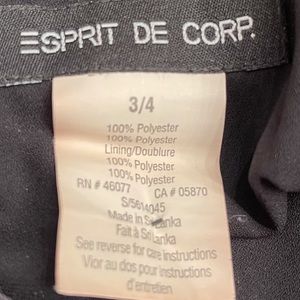 ESPRIT DE CORP.
3/4
100% Polyester
100% Polyester
Lining/Doublure
100% Polyester
100% Polyester
RN # 46077 CA # 05870
S/5614045
Made in Sri Lanka
Fait à Sri Lanka
See reverse for care instructions
Voir au dos pour instructions
d'entretien